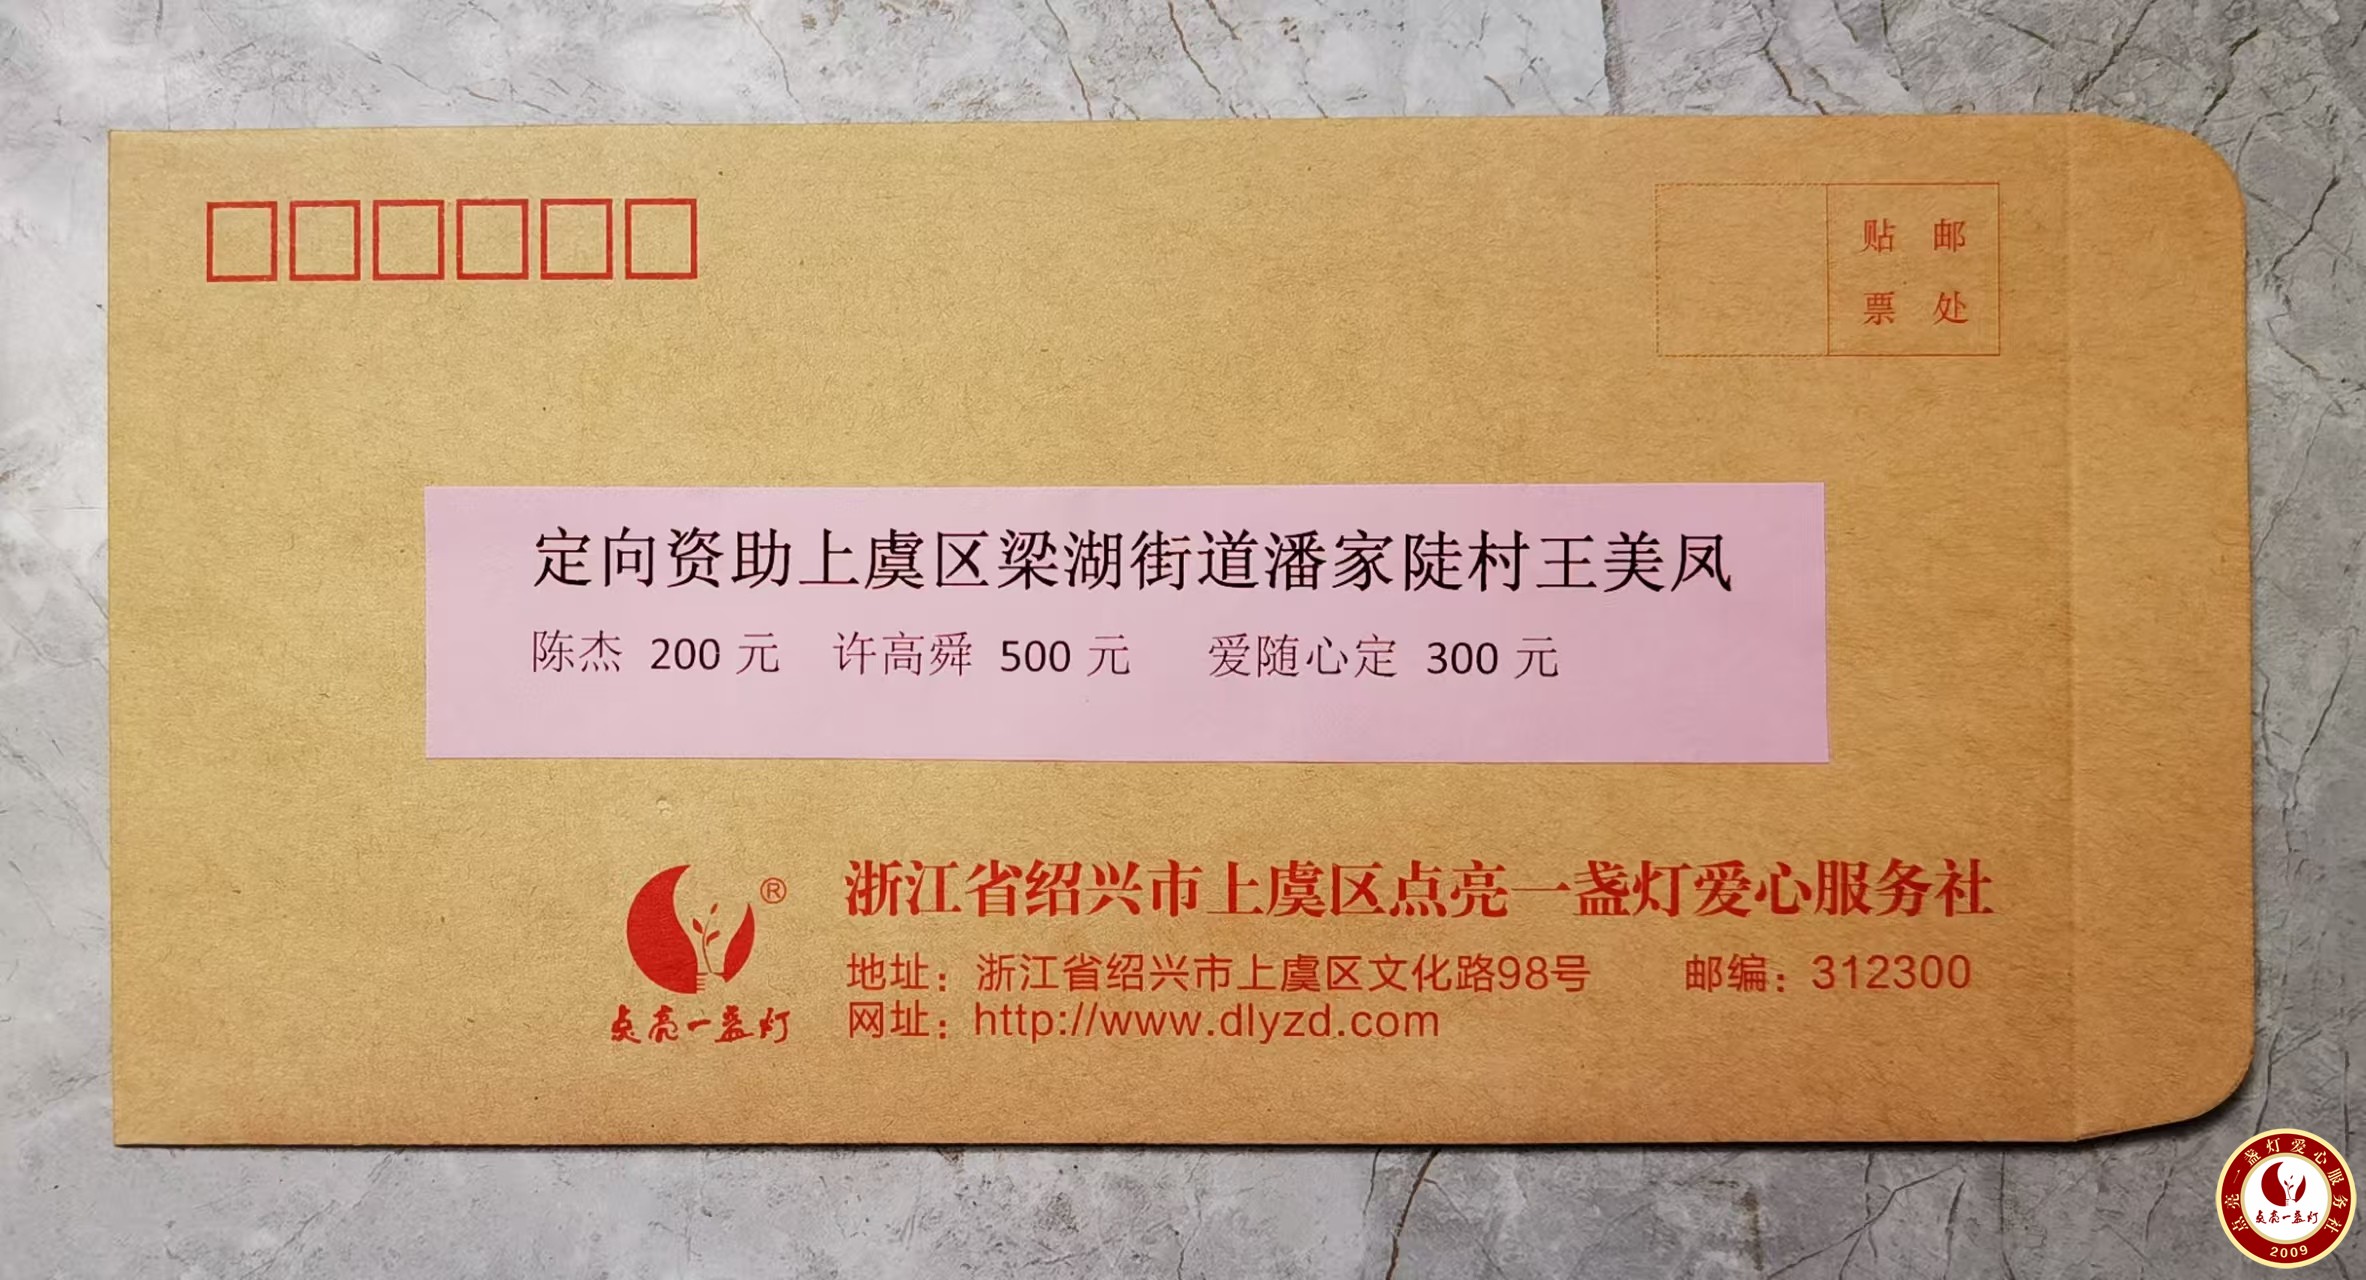 贴 邮
票 处
定向资助上虞区梁湖街道潘家陡村王美凤
陈杰 200 元 许高舜 500 元 爱随心定 300 元
®
浙江省绍兴市上虞区点亮一盏灯爱心服务社
地址：浙江省绍兴市上虞区文化路98号 邮编：312300
网址：http://www.dlyzd.com
点亮一盏灯
点亮一盏灯爱心服务社
点亮一盏灯
2009